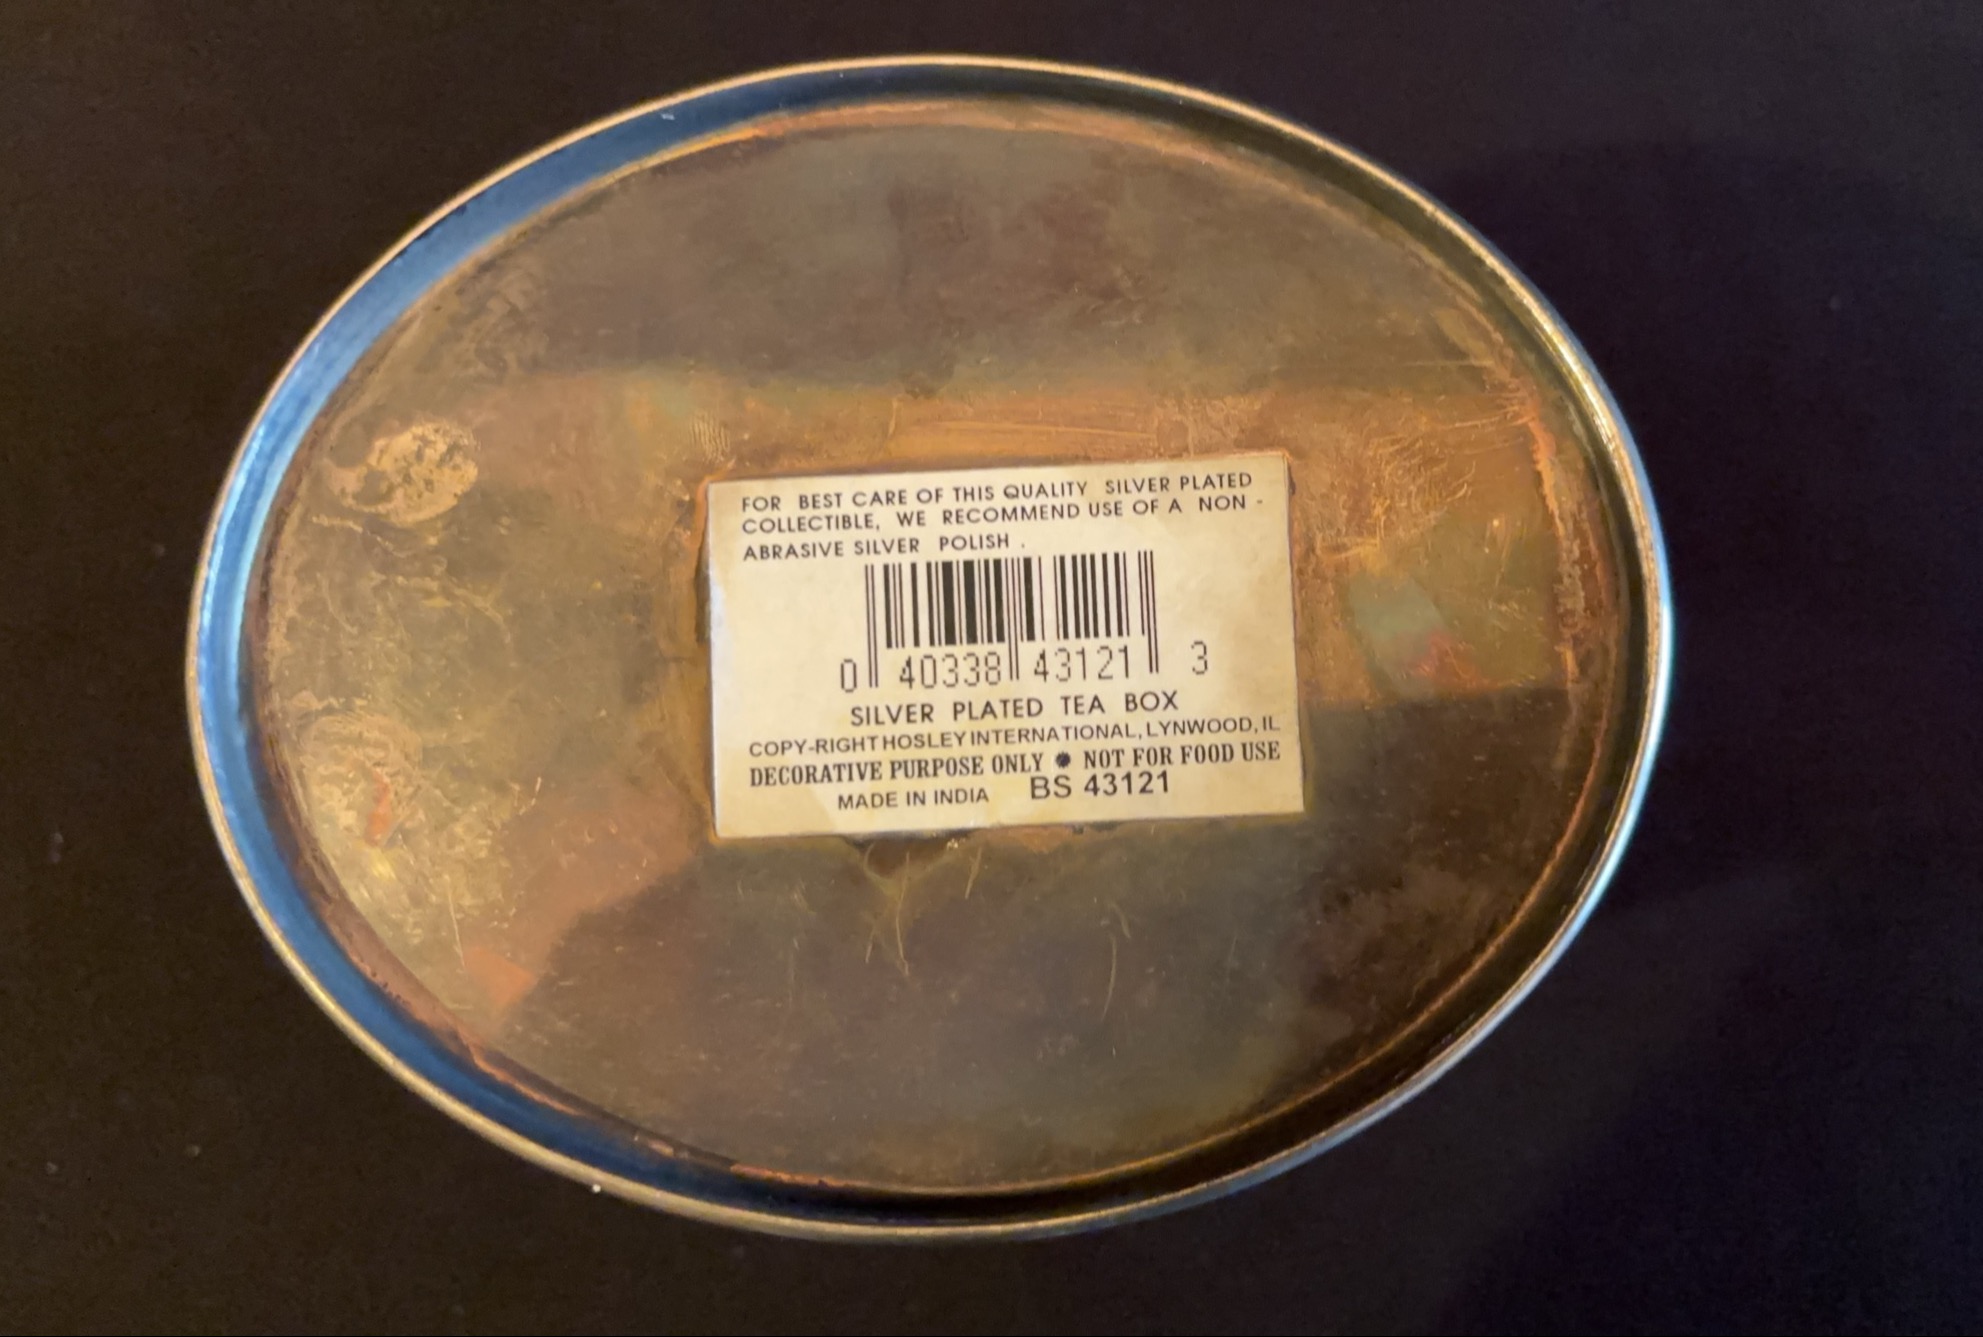 FOR BEST CARE OF THIS QUALITY SILVER PLATED
COLLECTIBLE, WE RECOMMEND USE OF A NON -
ABRASIVE SILVER POLISH .
0 40338 43121 3
SILVER PLATED TEA BOX
COPY-RIGHT HOSLEY INTERNATIONAL, LYNWOOD, IL
DECORATIVE PURPOSE ONLY ● NOT FOR FOOD USE
MADE IN INDIA BS 43121